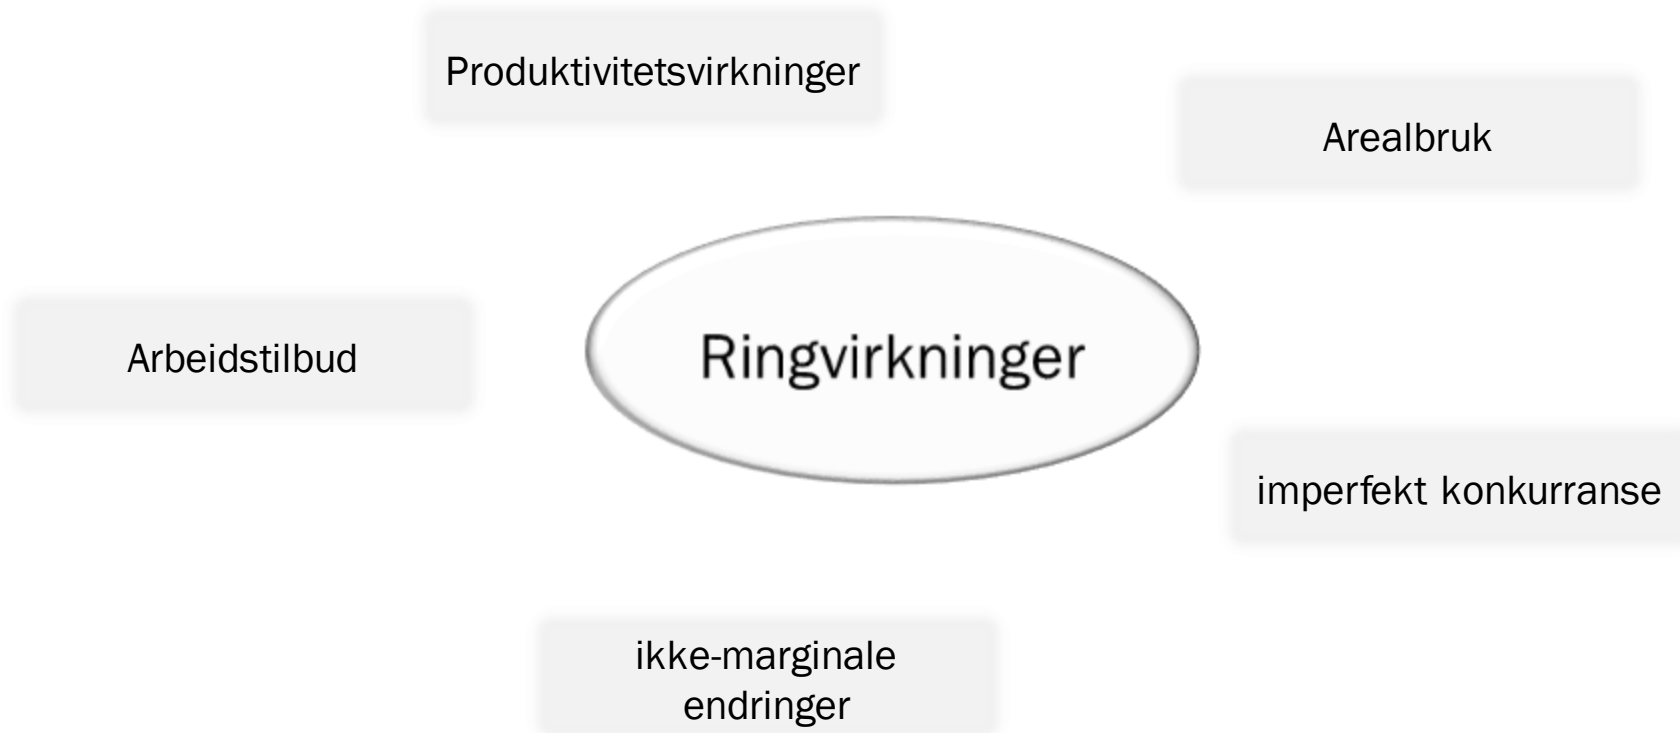 Produktivitetsvirkninger
Arealbruk
Arbeidstilbud
Ringvirkninger
imperfekt konkurranse
ikke-marginale
endringer